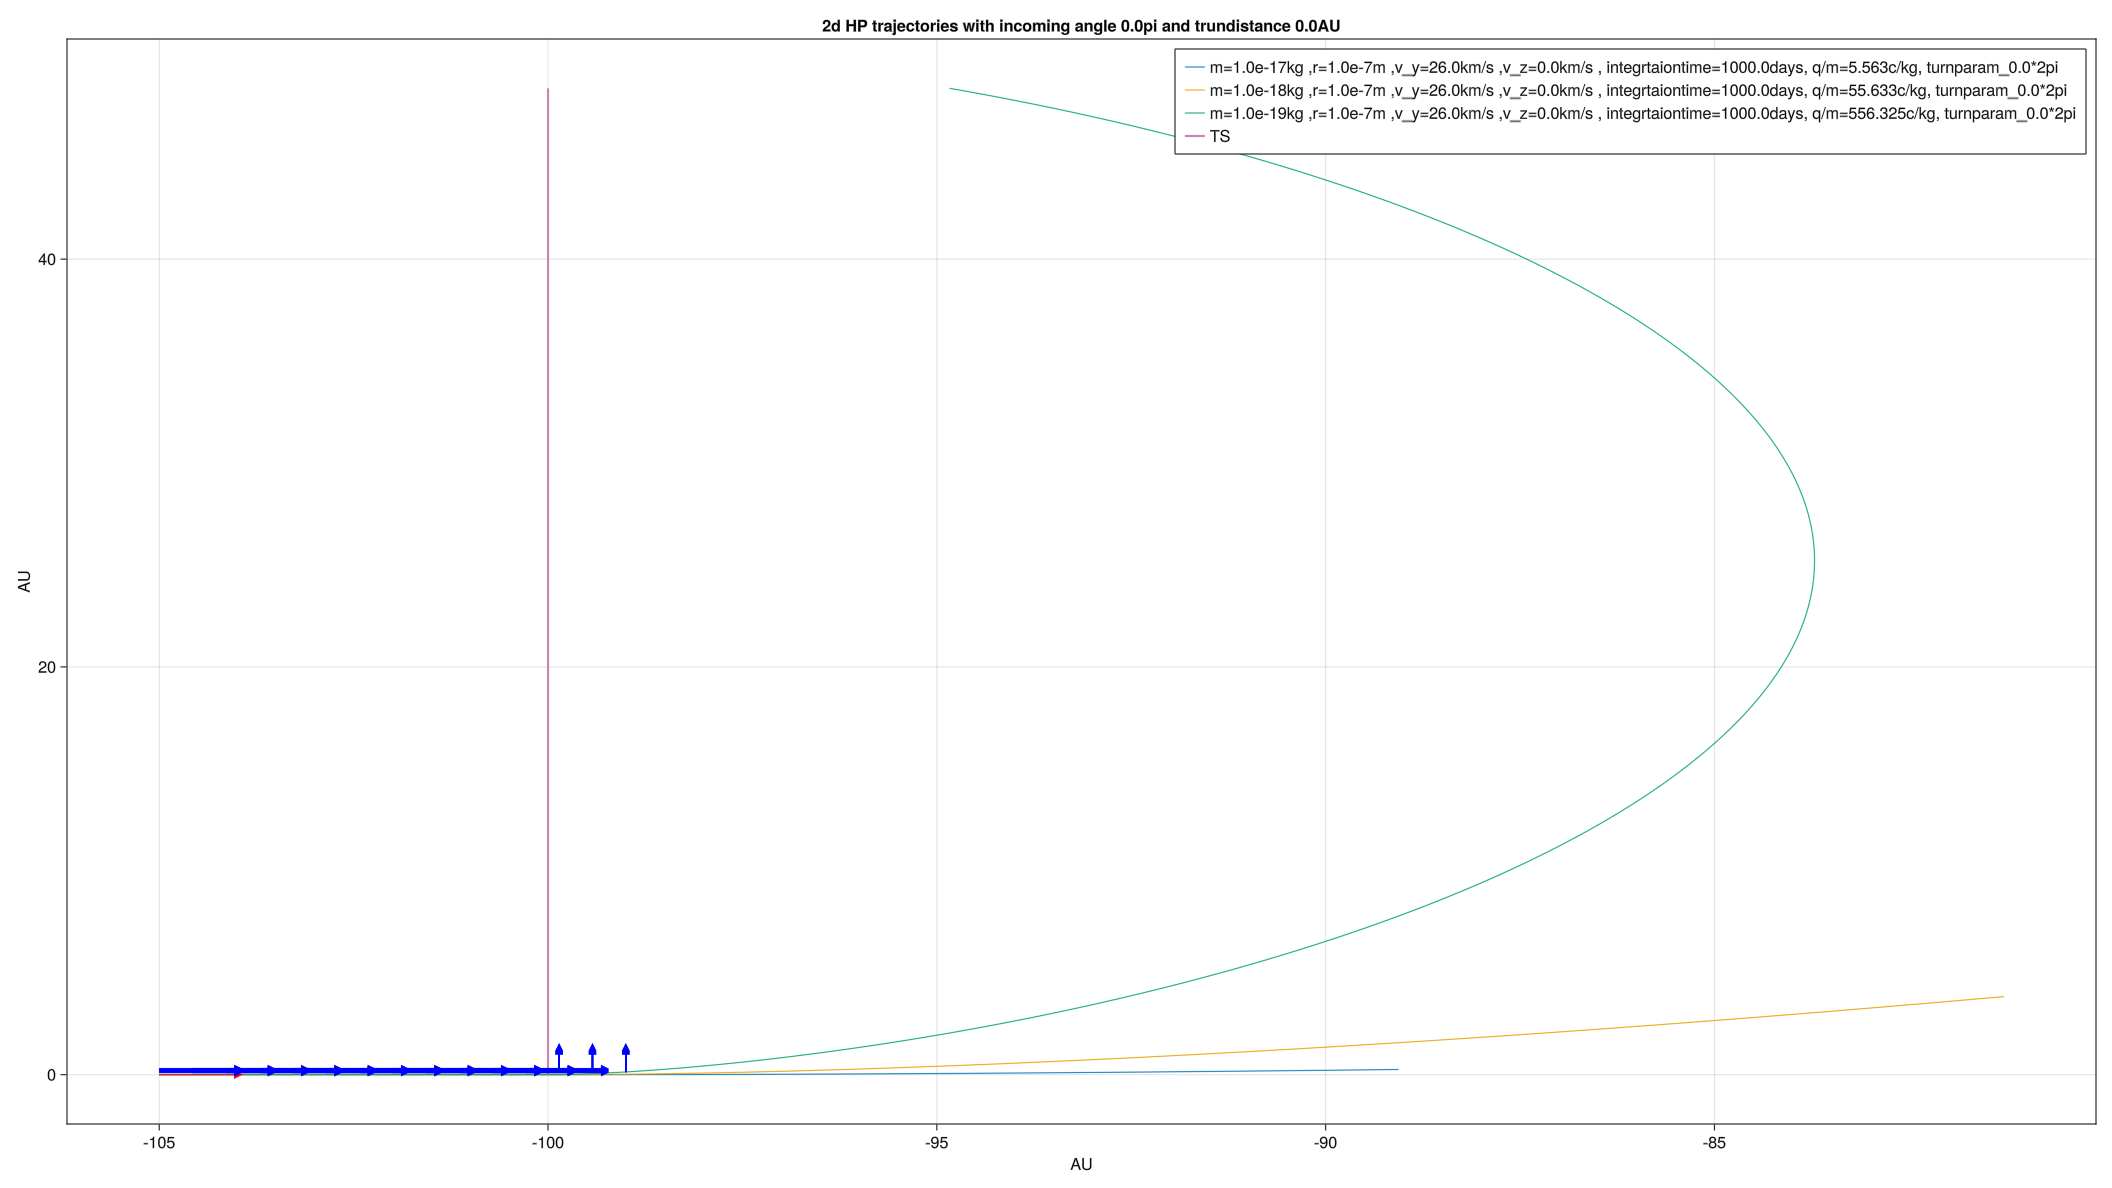 2d HP trajectories with incoming angle 0.0pi and trundistance 0.0AU
m=1.0e-17kg ,r=1.0e-7m ,v_y=26.0km/s ,v_z=0.0km/s , integrtaiontime=1000.0days, q/m=5.563c/kg, turnparam_0.0*2pi
m=1.0e-18kg ,r=1.0e-7m ,v_y=26.0km/s ,v_z=0.0km/s , integrtaiontime=1000.0days, q/m=55.633c/kg, turnparam_0.0*2pi
m=1.0e-19kg ,r=1.0e-7m ,v_y=26.0km/s ,v_z=0.0km/s , integrtaiontime=1000.0days, q/m=556.325c/kg, turnparam_0.0*2pi
TS
40
20
0
AU
-105 -100 -95 -90 -85
AU